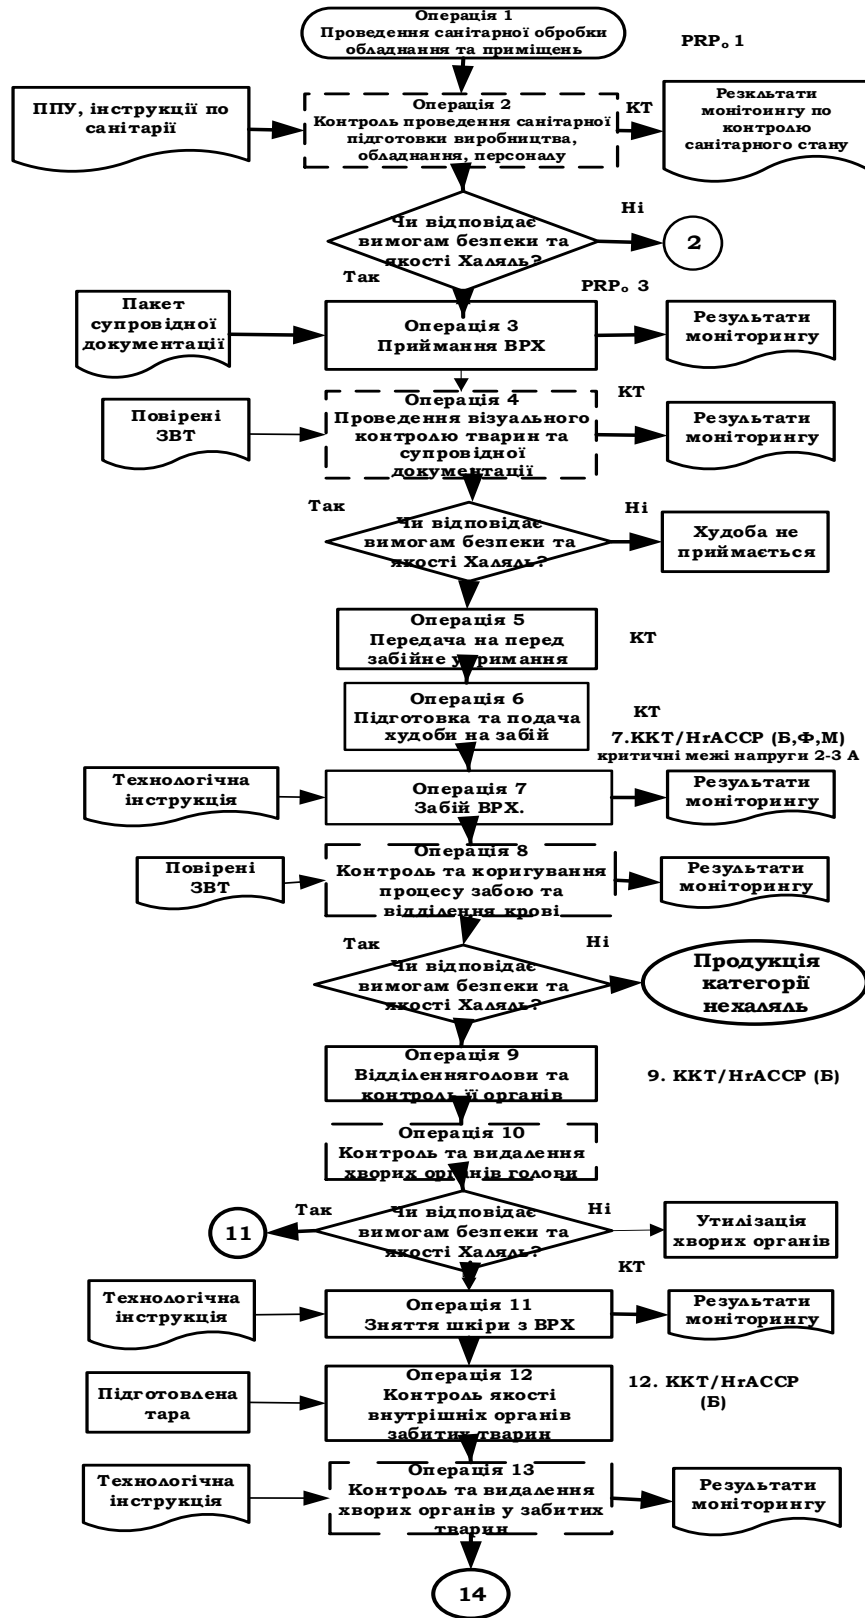 Операція 1
Проведення санітарної обробки
обладнання та приміщень
PRPₒ 1
ППУ, інструкції по
санітарії
Операція 2
Контроль проведення санітарної
підготовки виробництва,
обладнання, персоналу
КТ
Резкльтати
монітоингу по
контролю
санітарного стану
Чи відповідає
вимогам безпеки та
якості Халяль?
Ні
2
Так
PRPₒ 3
Пакет
супровідної
документації
Операція 3
Приймання ВРХ
Результати
моніторингу
Повірені
ЗВТ
Операція 4
Проведення візуального
контролю тварин та
супровідної
документації
КТ
Результати
моніторингу
Так
Чи відповідає
вимогам безпеки та
якості Халяль?
Ні
Худоба не
приймається
Операція 5
Передача на перед
забійне утримання
КТ
Операція 6
Підготовка та подача
худоби на забій
КТ
7.ККТ/НrАССР (Б,Ф,М)
критичні межі напруги 2-3 А
Технологічна
інструкція
Операція 7
Забій ВРХ.
Результати
моніторингу
Повірені
ЗВТ
Операція 8
Контроль та коригування
процесу забою та
відділення крові
Результати
моніторингу
Так
Чи відповідає
вимогам безпеки та
якості Халяль?
Ні
Продукція
категорії
нехаляль
Операція 9
Відділенняголови та
контроль її органів
9. ККТ/НrАССР (Б)
Операція 10
Контроль та видалення
хворих органів голови
11
Так
Чи відповідає
вимогам безпеки та
якості Халяль?
Ні
Утилізація
хворих органів
КТ
Технологічна
інструкція
Операція 11
Зняття шкіри з ВРХ
Результати
моніторингу
Підготовлена
тара
Операція 12
Контроль якості
внутрішніх органів
забитих тварин
12. ККТ/НrАССР
(Б)
Технологічна
інструкція
Операція 13
Контроль та видалення
хворих органів у забитих
тварин
Результати
моніторингу
14